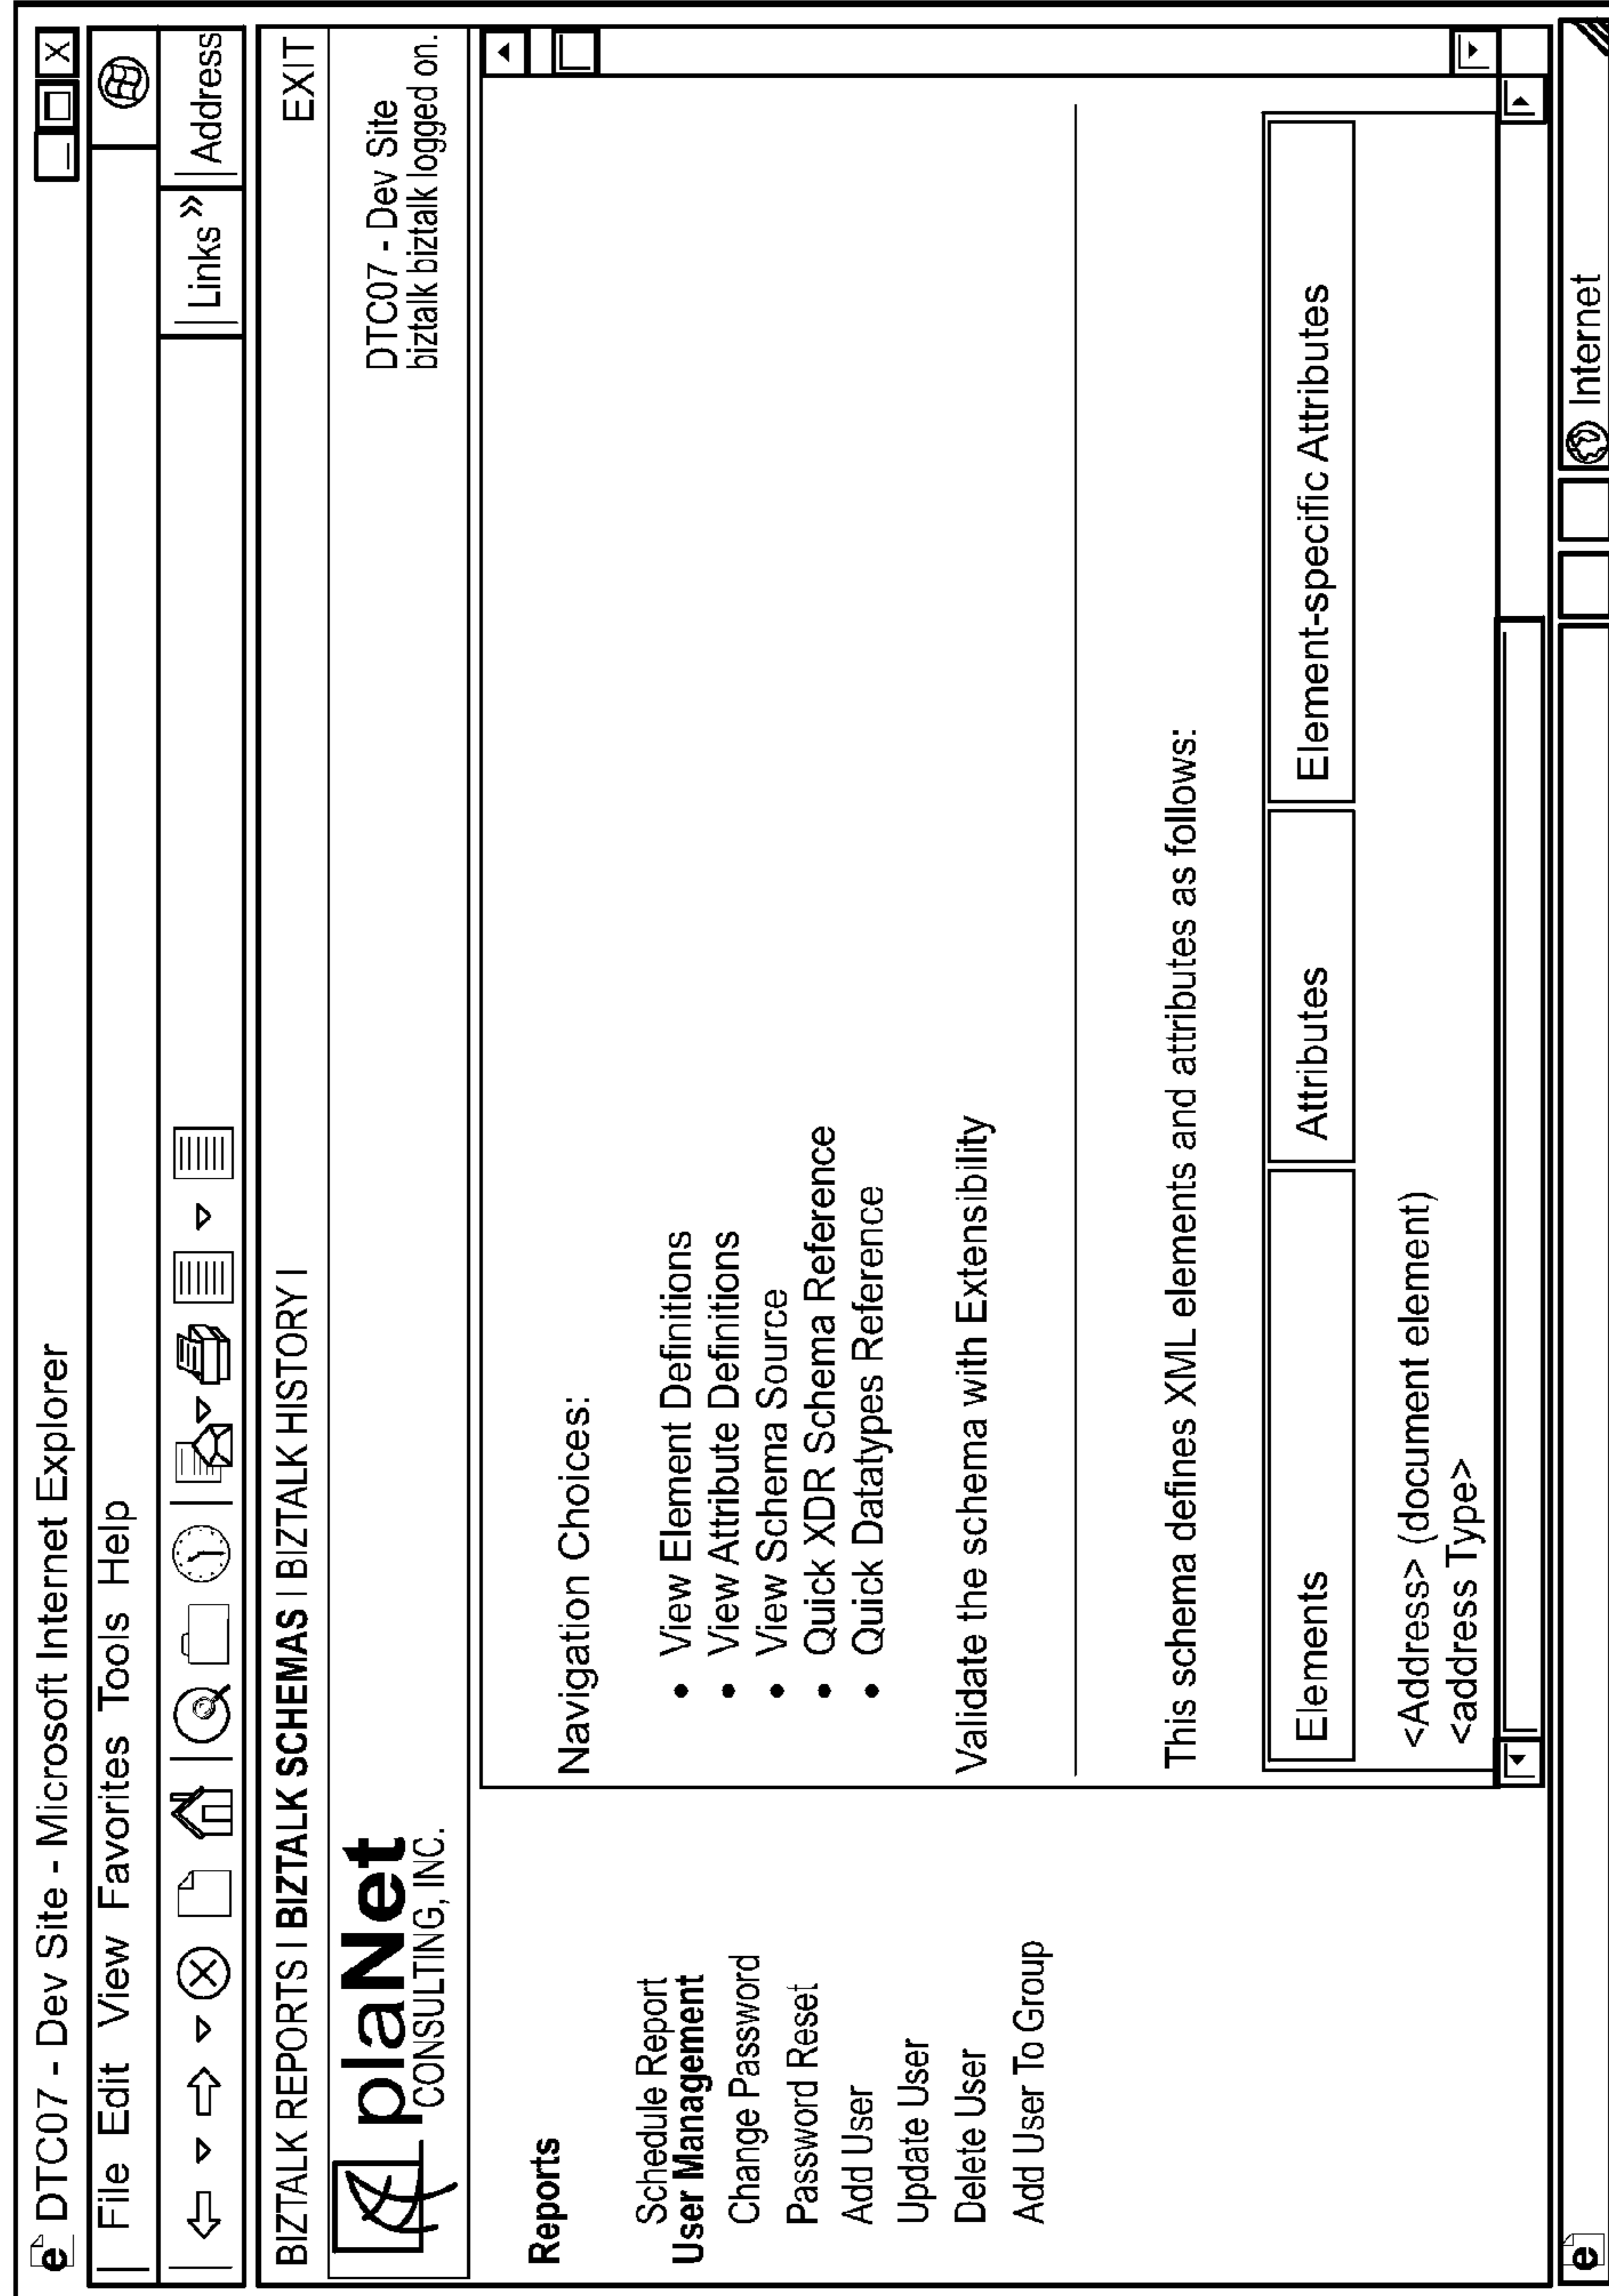 DTC07 - Dev Site - Microsoft Internet Explorer
File Edit View Favorites Tools Help
Links » Address
BIZTALK REPORTS | BIZTALK SCHEMAS | BIZTALK HISTORY | EXIT
plaNet
CONSULTING, INC.
DTC07 - Dev Site
biztalk biztalk logged on.
Reports
Schedule Report
User Management
Change Password
Password Reset
Add User
Update User
Delete User
Add User To Group
Navigation Choices:
• View Element Definitions
• View Attribute Definitions
• View Schema Source
• Quick XDR Schema Reference
• Quick Datatypes Reference
Validate the schema with Extensibility
This schema defines XML elements and attributes as follows:
Elements Attributes Element-specific Attributes
<Address> (document element)
<address Type>
Internet